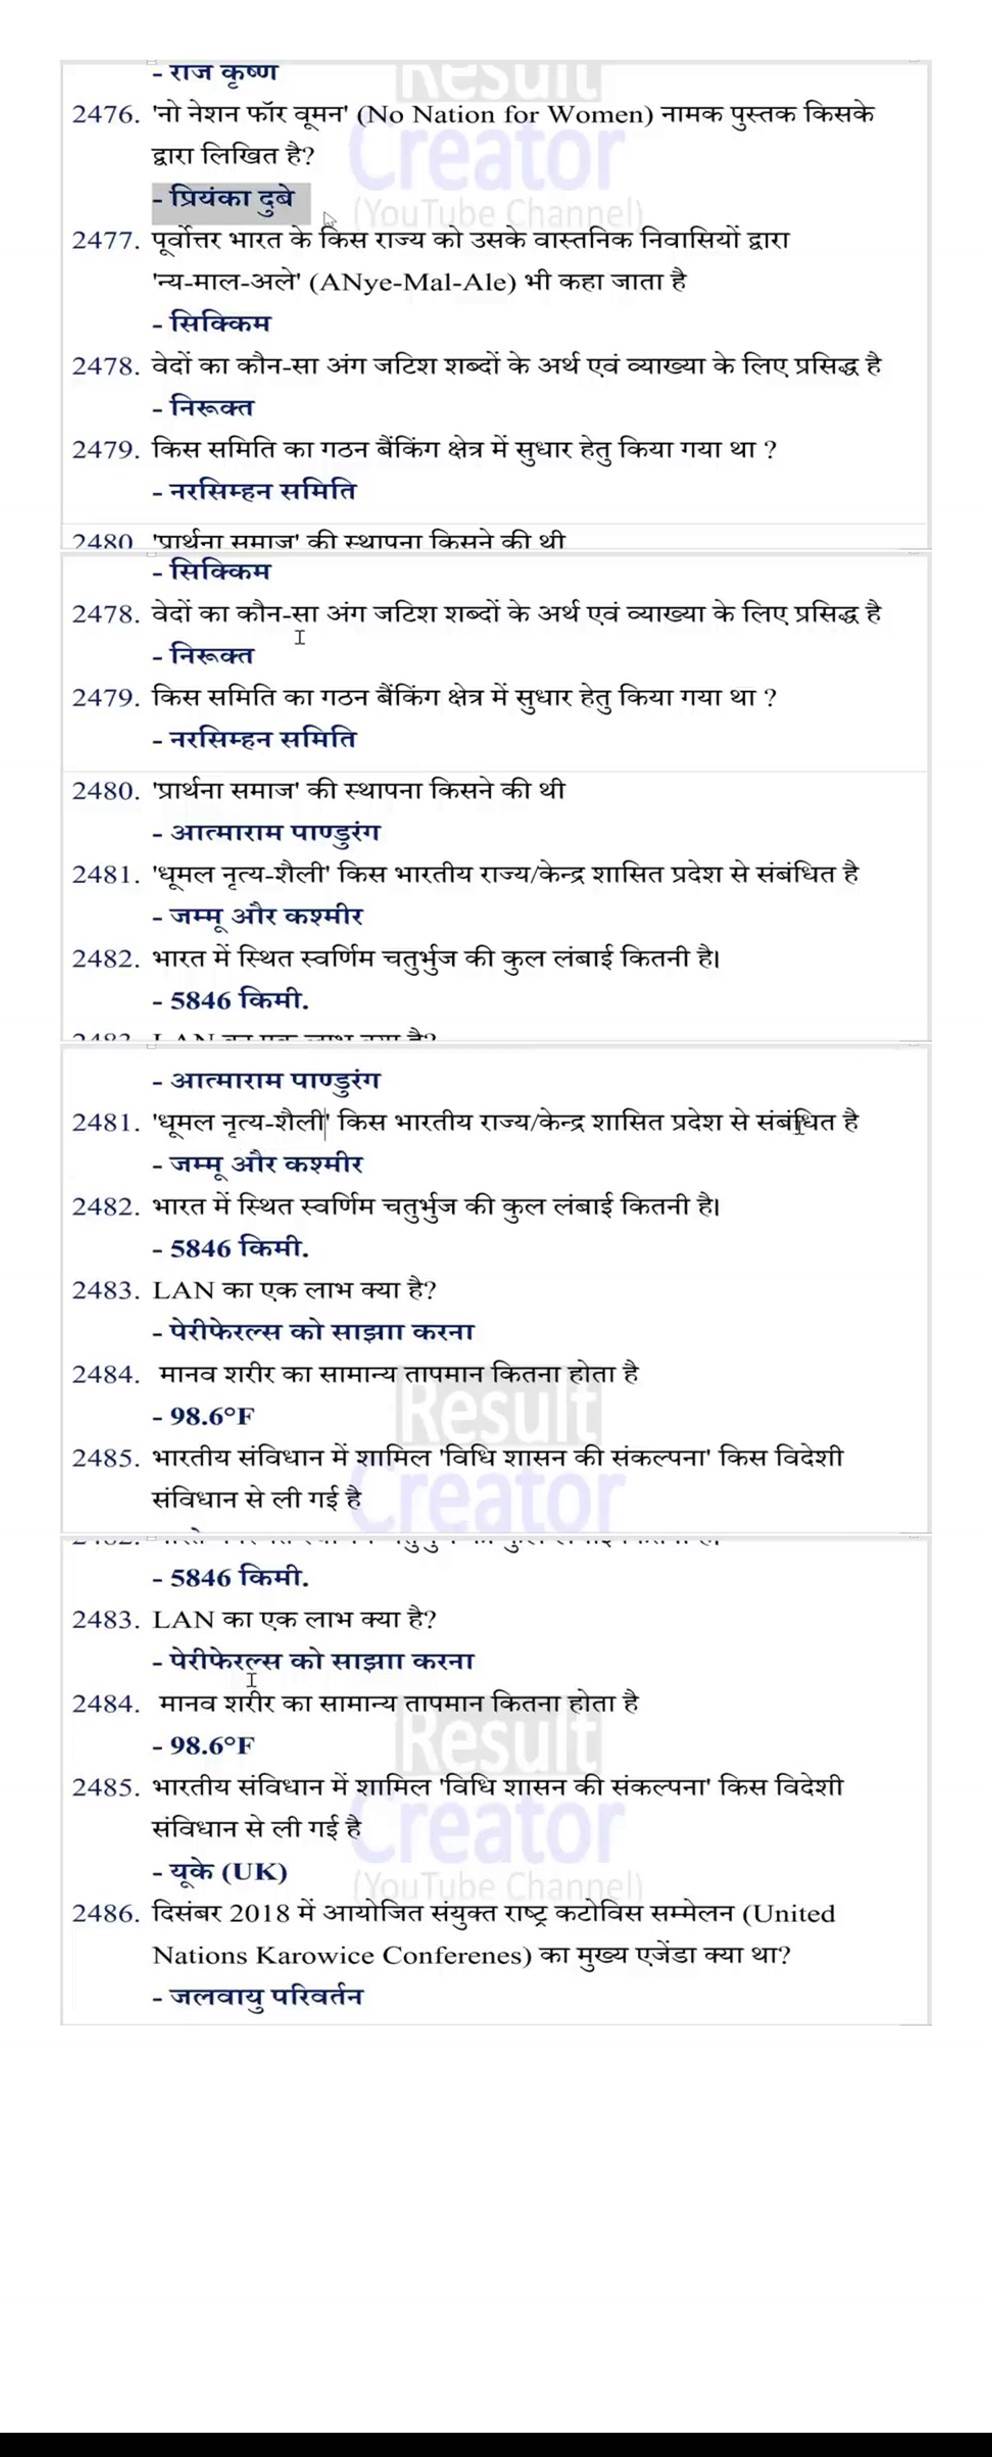 - राज कृष्ण
Result
2476. 'नो नेशन फॉर वूमन' (No Nation for Women) नामक पुस्तक किसके
Creator
द्वारा लिखित है?
- प्रियंका दुबे
(YouTube Channel)
2477. पूर्वोत्तर भारत के किस राज्य को उसके वास्तनिक निवासियों द्वारा
'न्य-माल-अले' (ANye-Mal-Ale) भी कहा जाता है
- सिक्किम
2478. वेदों का कौन-सा अंग जटिश शब्दों के अर्थ एवं व्याख्या के लिए प्रसिद्ध है
- निरूक्त
2479. किस समिति का गठन बैंकिंग क्षेत्र में सुधार हेतु किया गया था ?
- नरसिम्हन समिति
2480. 'प्रार्थना समाज' की स्थापना किसने की थी
- सिक्किम
2478. वेदों का कौन-सा अंग जटिश शब्दों के अर्थ एवं व्याख्या के लिए प्रसिद्ध है
- निरूक्त
2479. किस समिति का गठन बैंकिंग क्षेत्र में सुधार हेतु किया गया था ?
- नरसिम्हन समिति
2480. 'प्रार्थना समाज' की स्थापना किसने की थी
- आत्माराम पाण्डुरंग
2481. 'धूमल नृत्य-शैली' किस भारतीय राज्य/केन्द्र शासित प्रदेश से संबंधित है
- जम्मू और कश्मीर
2482. भारत में स्थित स्वर्णिम चतुर्भुज की कुल लंबाई कितनी है।
- 5846 किमी.
2483. LAN का एक लाभ क्या है?
- आत्माराम पाण्डुरंग
2481. 'धूमल नृत्य-शैली' किस भारतीय राज्य/केन्द्र शासित प्रदेश से संबंधित है
- जम्मू और कश्मीर
2482. भारत में स्थित स्वर्णिम चतुर्भुज की कुल लंबाई कितनी है।
- 5846 किमी.
2483. LAN का एक लाभ क्या है?
- पेरीफेरल्स को साझाा करना
2484. मानव शरीर का सामान्य तापमान कितना होता है
Result
- 98.6°F
2485. भारतीय संविधान में शामिल 'विधि शासन की संकल्पना' किस विदेशी
Creator
संविधान से ली गई है
- 5846 किमी.
2483. LAN का एक लाभ क्या है?
- पेरीफेरल्स को साझाा करना
2484. मानव शरीर का सामान्य तापमान कितना होता है
Result
- 98.6°F
2485. भारतीय संविधान में शामिल 'विधि शासन की संकल्पना' किस विदेशी
Creator
संविधान से ली गई है
- यूके (UK)
(YouTube Channel)
2486. दिसंबर 2018 में आयोजित संयुक्त राष्ट्र कटोविस सम्मेलन (United
Nations Karowice Conferenes) का मुख्य एजेंडा क्या था?
- जलवायु परिवर्तन